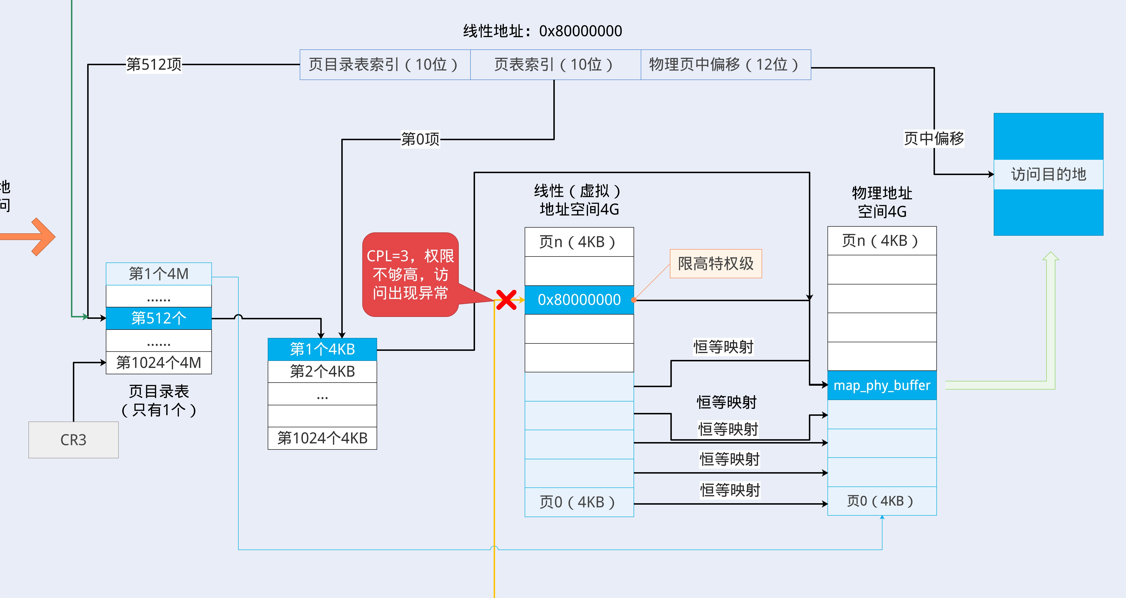 线性地址：0x80000000
第512项
页目录表索引（10位）
页表索引（10位）
物理页中偏移（12位）
第0项
页中偏移
访问目的地
地
问
线性（虚拟）
地址空间4G
物理地址
空间4G
页n（4KB）
页n（4KB）
CPL=3，权限
不够高，访
问出现异常
限高特权级
0x80000000
第1个4M
......
第512个
......
第1024个4M
页目录表
（只有1个）
CR3
第1个4KB
第2个4KB
...
第1024个4KB
恒等映射
map_phy_buffer
恒等映射
恒等映射
恒等映射
恒等映射
页0（4KB）
页0（4KB）